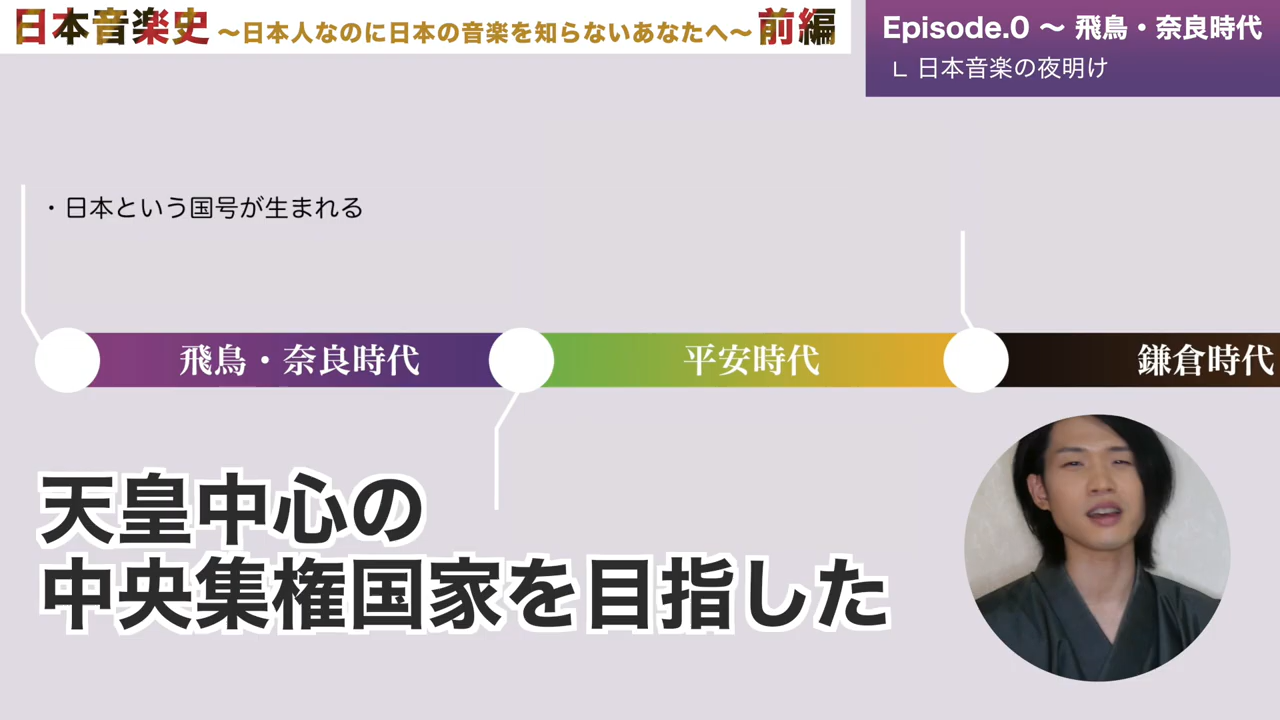 日本音楽史 〜日本人なのに日本の音楽を知らないあなたへ〜 前編
Episode.0 〜 飛鳥・奈良時代
∟ 日本音楽の夜明け
・日本という国号が生まれる
飛鳥・奈良時代
平安時代
鎌倉時代
天皇中心の
中央集権国家を目指した